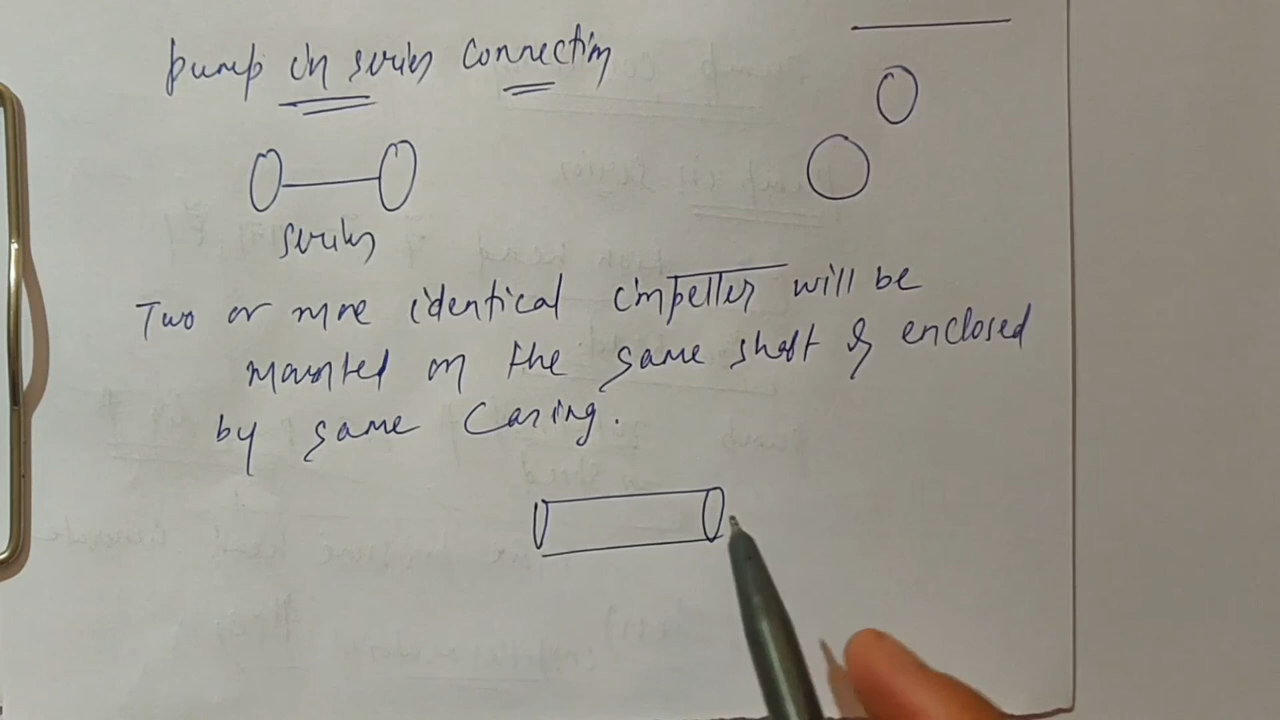 pump in series connection
series
Two or more identical impeller will be
mounted on the same shaft & enclosed
by same casing.